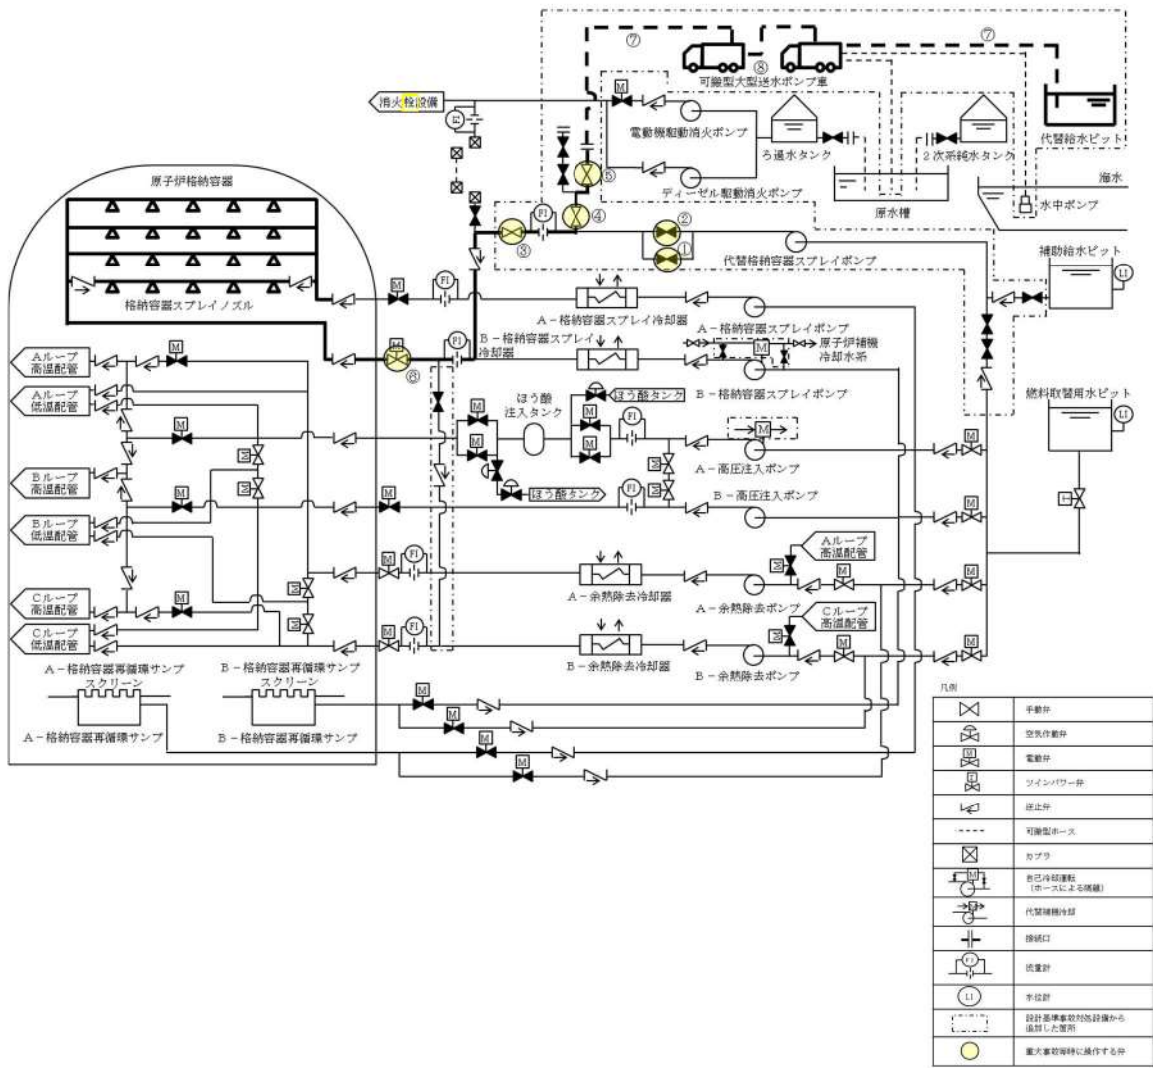 ⑦
⑦
⑧
可搬型大型送水ポンプ車
消火栓設備
M
FI
電動機駆動消火ポンプ
ろ過水タンク
2次系純水タンク
代替給水ピット
海水
⑤
ディーゼル駆動消火ポンプ
原水槽
水中ポンプ
原子炉格納容器
FI
④
②
③
①
代替格納容器スプレイポンプ
補助給水ピット
LI
格納容器スプレイノズル
M
FI
A-格納容器スプレイ冷却器
A-格納容器スプレイポンプ
B-格納容器スプレイ
冷却器
原子炉補機
冷却水系
M
M
FI
⑥
B-格納容器スプレイポンプ
燃料取替用水ピット
LI
Aループ
高温配管
M
Aループ
低温配管
ほう酸
注入タンク
ほう酸タンク
M
M
M
M
FI
M
M
A-高圧注入ポンプ
M
M
M
Bループ
高温配管
M
M
ほう酸タンク
M
FI
M
B-高圧注入ポンプ
M
T
Bループ
低温配管
Aループ
高温配管
M
FI
M
M
M
A-余熱除去冷却器
A-余熱除去ポンプ
Cループ
高温配管
M
M
M
Cループ
高温配管
Cループ
低温配管
M
FI
M
M
M
B-余熱除去冷却器
B-余熱除去ポンプ
A-格納容器再循環サンプ
スクリーン
B-格納容器再循環サンプ
スクリーン
A-格納容器再循環サンプ
B-格納容器再循環サンプ
M
M
M
M
凡例
手動弁
空気作動弁
M
電動弁
T
ツインパワー弁
逆止弁
可搬型ホース
カプラ
M
自己冷却運転
(ホースによる隔離)
M
代替補機冷却
接続口
FI
流量計
LI
水位計
設計基準事故対処設備から
追加した箇所
重大事故等時に操作する弁